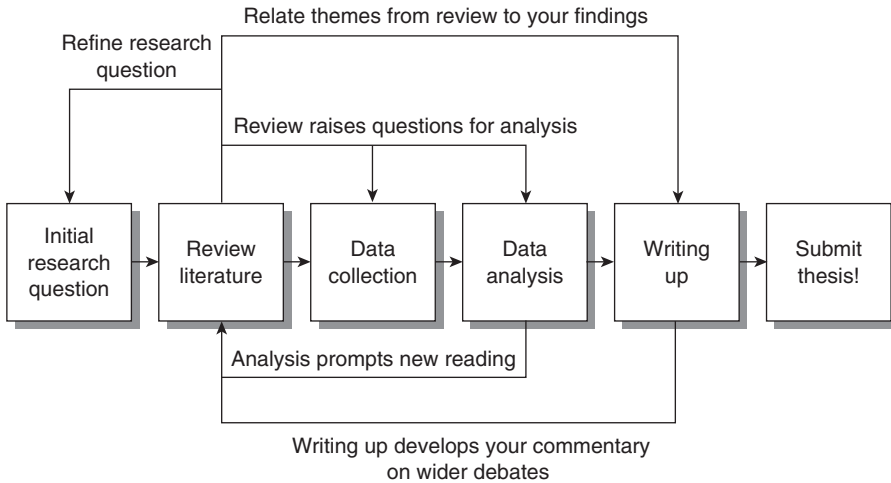 Relate themes from review to your findings
Refine research
question
Review raises questions for analysis
Initial
research
question
Review
literature
Data
collection
Data
analysis
Writing
up
Submit
thesis!
Analysis prompts new reading
Writing up develops your commentary
on wider debates